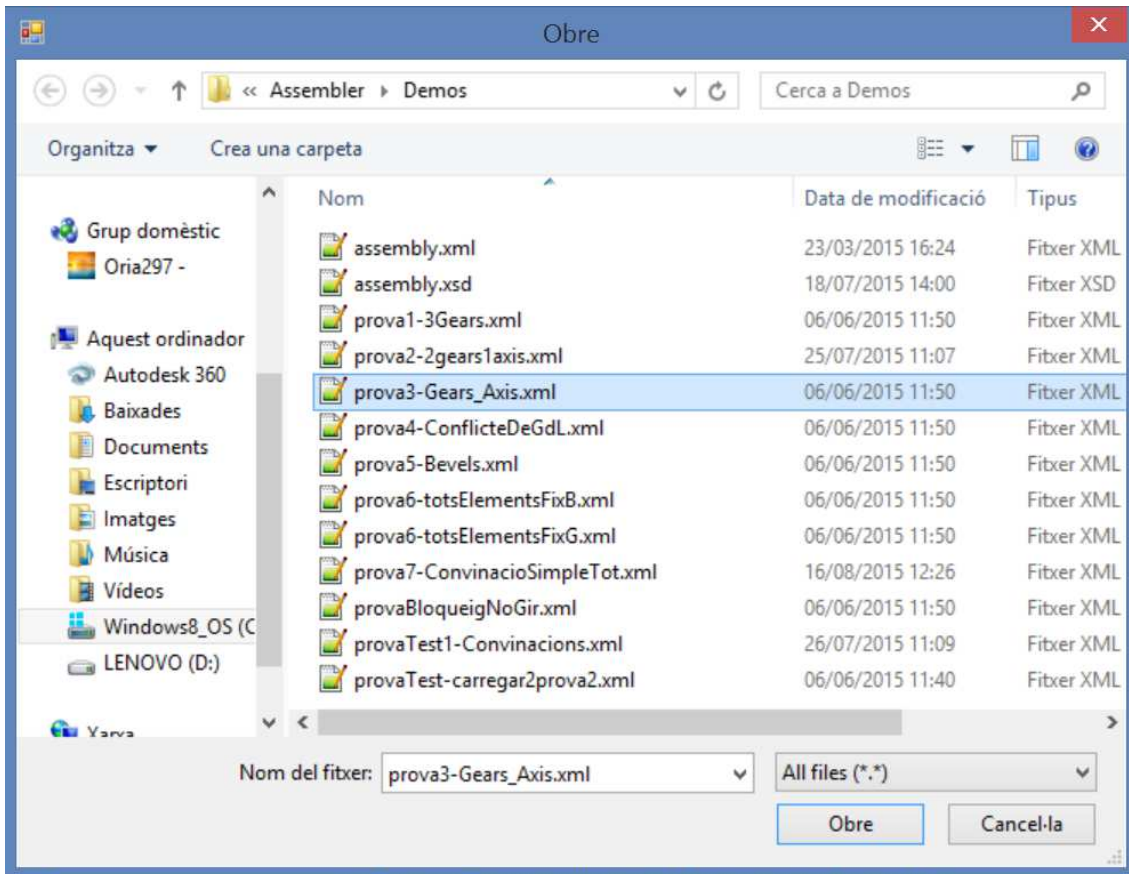 Obre
« Assembler Demos
Cerca a Demos
Organitza
Crea una carpeta
Grup domèstic
Oria297 -
Aquest ordinador
Autodesk 360
Baixades
Documents
Escriptori
Imatges
Música
Vídeos
Windows8_OS (C
LENOVO (D:)
Xarxa
Nom Data de modificació Tipus
assembly.xml 23/03/2015 16:24 Fitxer XML
assembly.xsd 18/07/2015 14:00 Fitxer XSD
prova1-3Gears.xml 06/06/2015 11:50 Fitxer XML
prova2-2gears1axis.xml 25/07/2015 11:07 Fitxer XML
prova3-Gears_Axis.xml 06/06/2015 11:50 Fitxer XML
prova4-ConflicteDeGdL.xml 06/06/2015 11:50 Fitxer XML
prova5-Bevels.xml 06/06/2015 11:50 Fitxer XML
prova6-totsElementsFixB.xml 06/06/2015 11:50 Fitxer XML
prova6-totsElementsFixG.xml 06/06/2015 11:50 Fitxer XML
prova7-ConvinacioSimpleTot.xml 16/08/2015 12:26 Fitxer XML
provaBloqueigNoGir.xml 06/06/2015 11:50 Fitxer XML
provaTest1-Convinacions.xml 26/07/2015 11:09 Fitxer XML
provaTest-carregar2prova2.xml 06/06/2015 11:40 Fitxer XML
Nom del fitxer: prova3-Gears_Axis.xml
All files (*.*)
Obre
Cancel·la